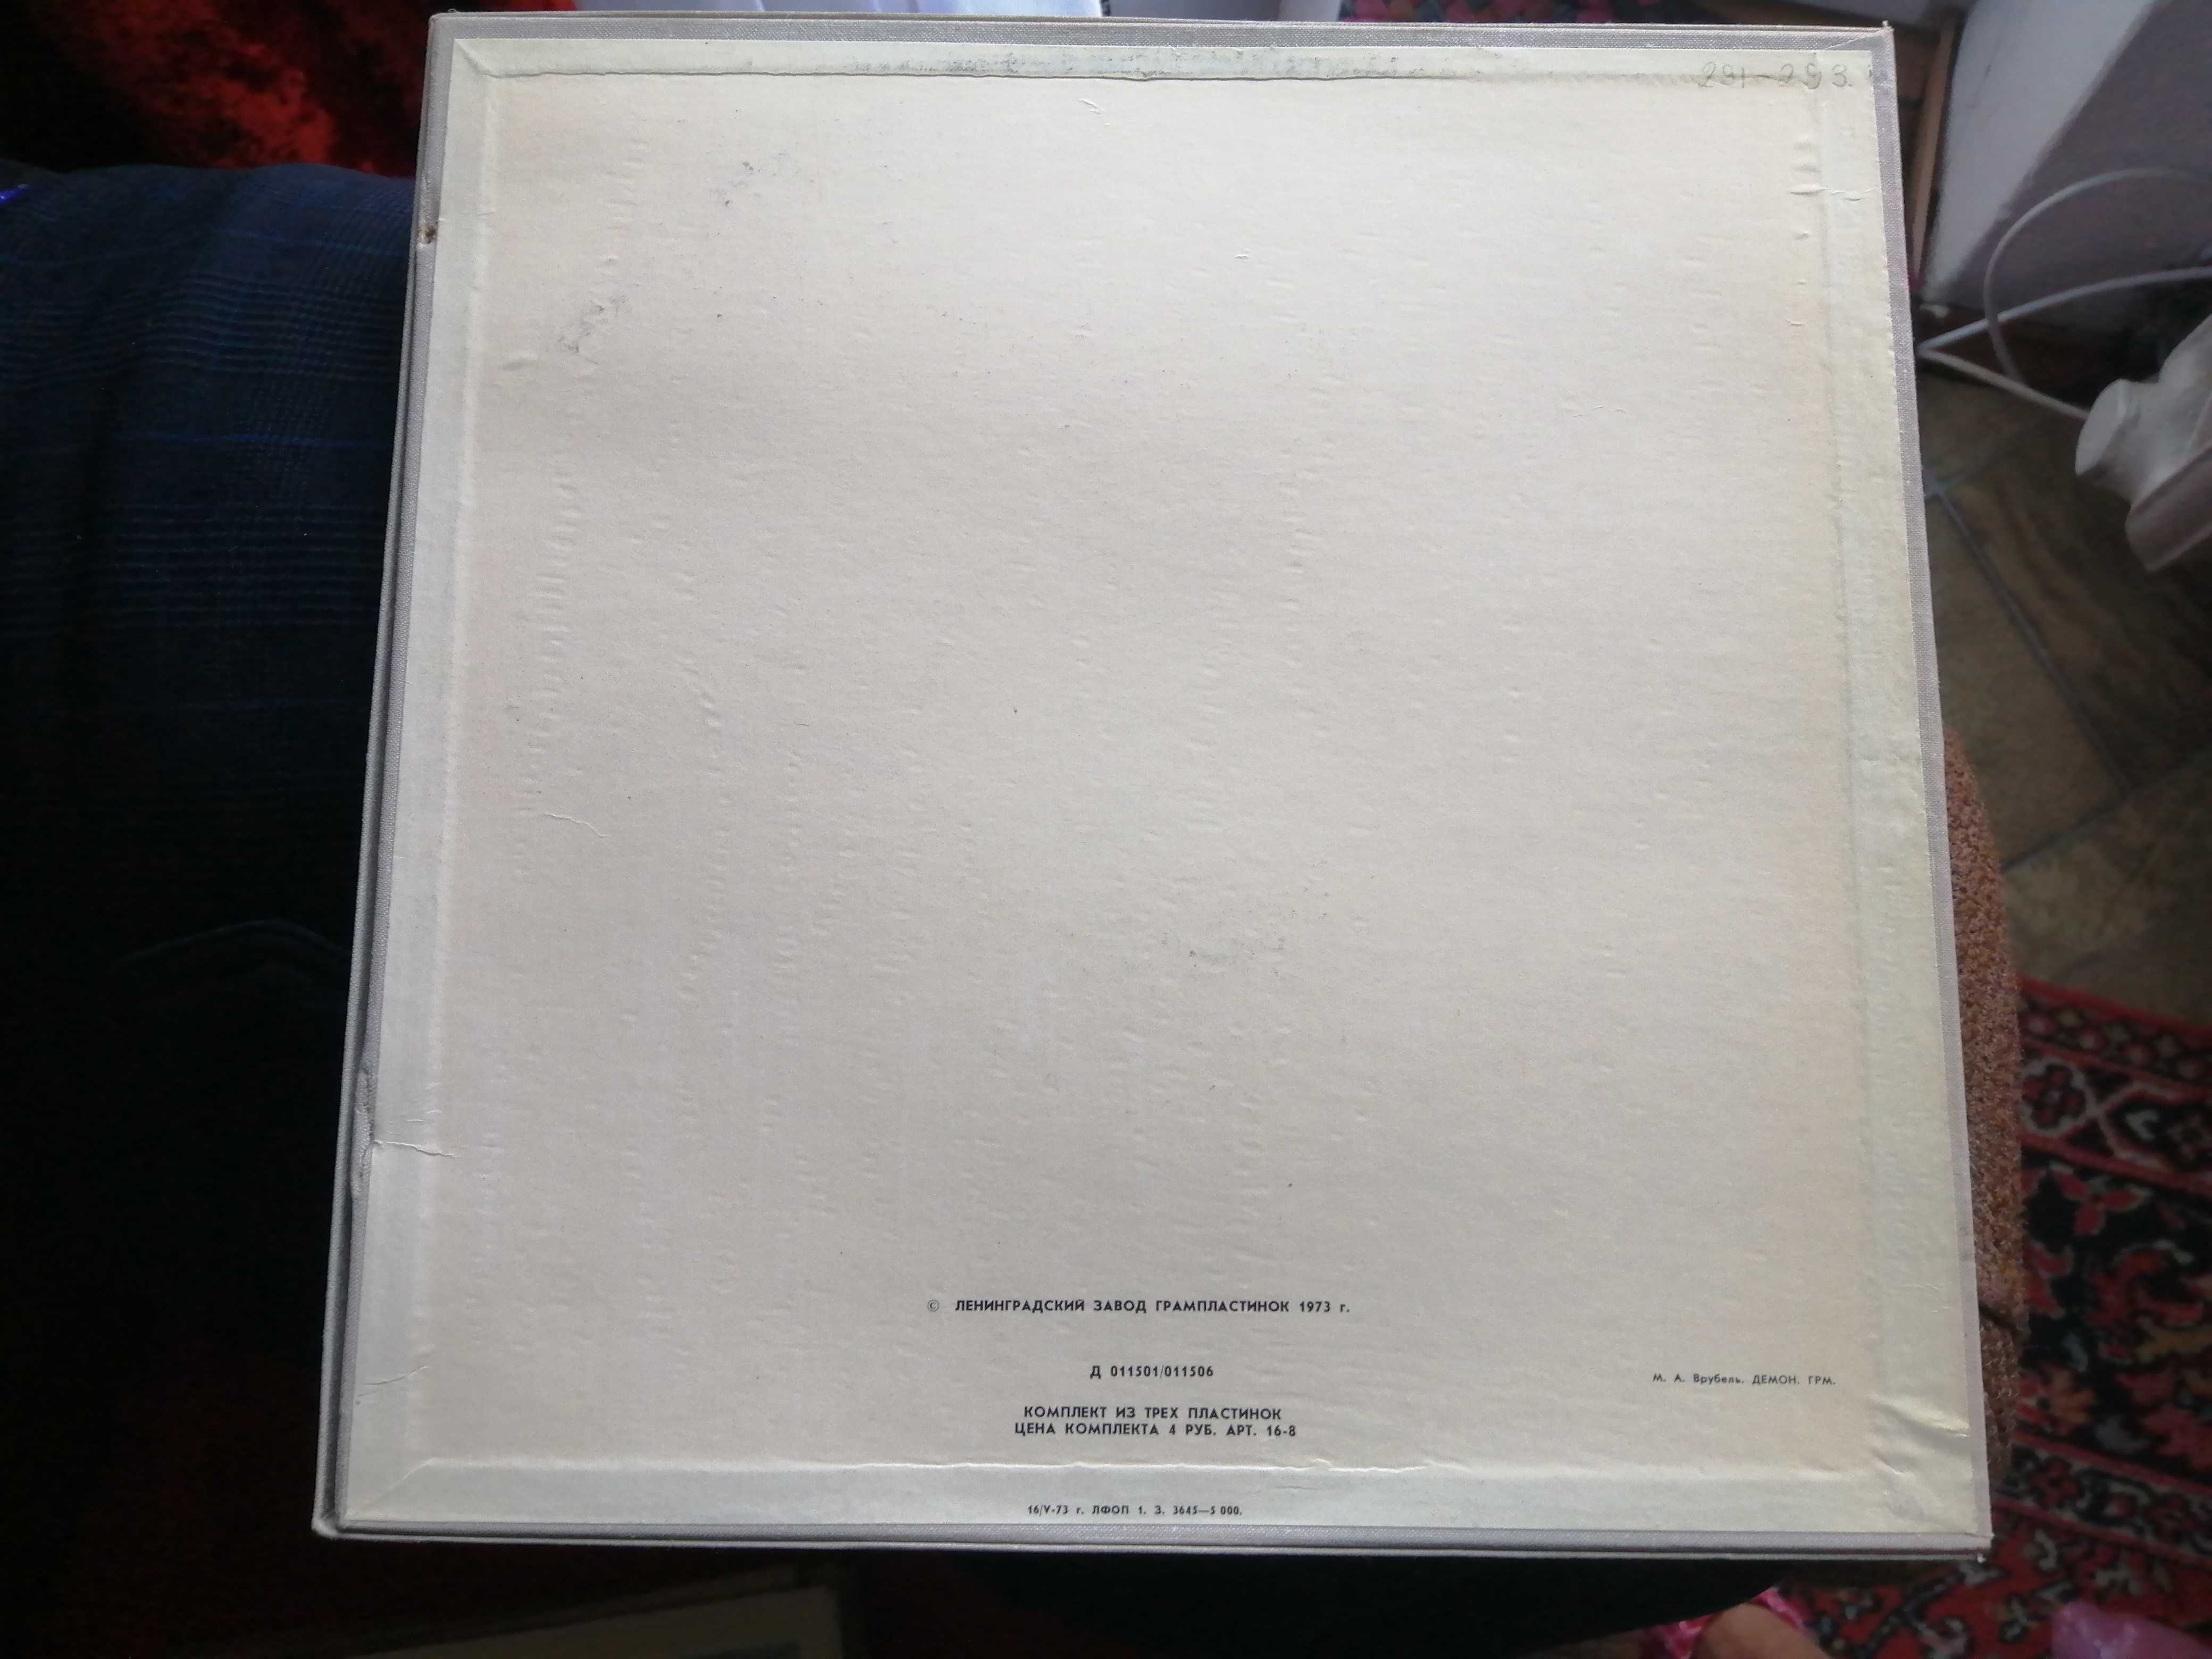 291-293.
© ЛЕНИНГРАДСКИЙ ЗАВОД ГРАМПЛАСТИНОК 1973 г.
Д 011501/011506
М. А. Врубель. ДЕМОН. ГРМ.
КОМПЛЕКТ ИЗ ТРЕХ ПЛАСТИНОК
ЦЕНА КОМПЛЕКТА 4 РУБ. АРТ. 16-8
16/V-73 г. ЛФОП 1. З. 3645—5 000.